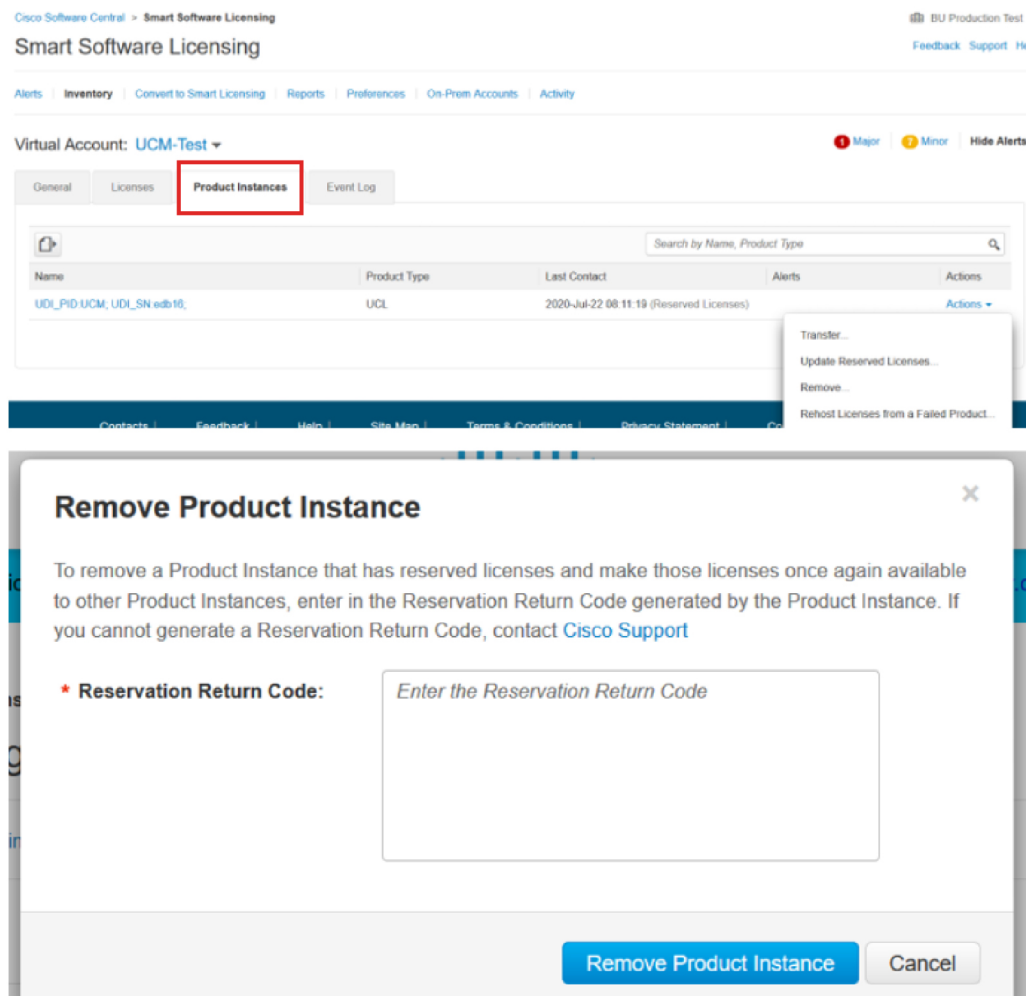 Cisco Software Central > Smart Software Licensing
BU Production Test
Smart Software Licensing
Feedback Support
Alerts Inventory Convert to Smart Licensing Reports Preferences On-Prem Accounts Activity
Virtual Account: UCM-Test
1 Major Minor Hide Alerts
General Licenses Product Instances Event Log
Search by Name, Product Type
Name Product Type Last Contact Alerts Actions
UDI_PID:UCM; UDI_SN:edb16; UCL 2020-Jul-22 08:11:19 (Reserved Licenses) Actions
Transfer...
Update Reserved Licenses...
Remove...
Rehost Licenses from a Failed Product...
Contacts | Feedback | Help | Site Map | Terms & Conditions | Privacy Statement |
Remove Product Instance
To remove a Product Instance that has reserved licenses and make those licenses once again available
to other Product Instances, enter in the Reservation Return Code generated by the Product Instance. If
you cannot generate a Reservation Return Code, contact Cisco Support
* Reservation Return Code:
Enter the Reservation Return Code
Remove Product Instance Cancel